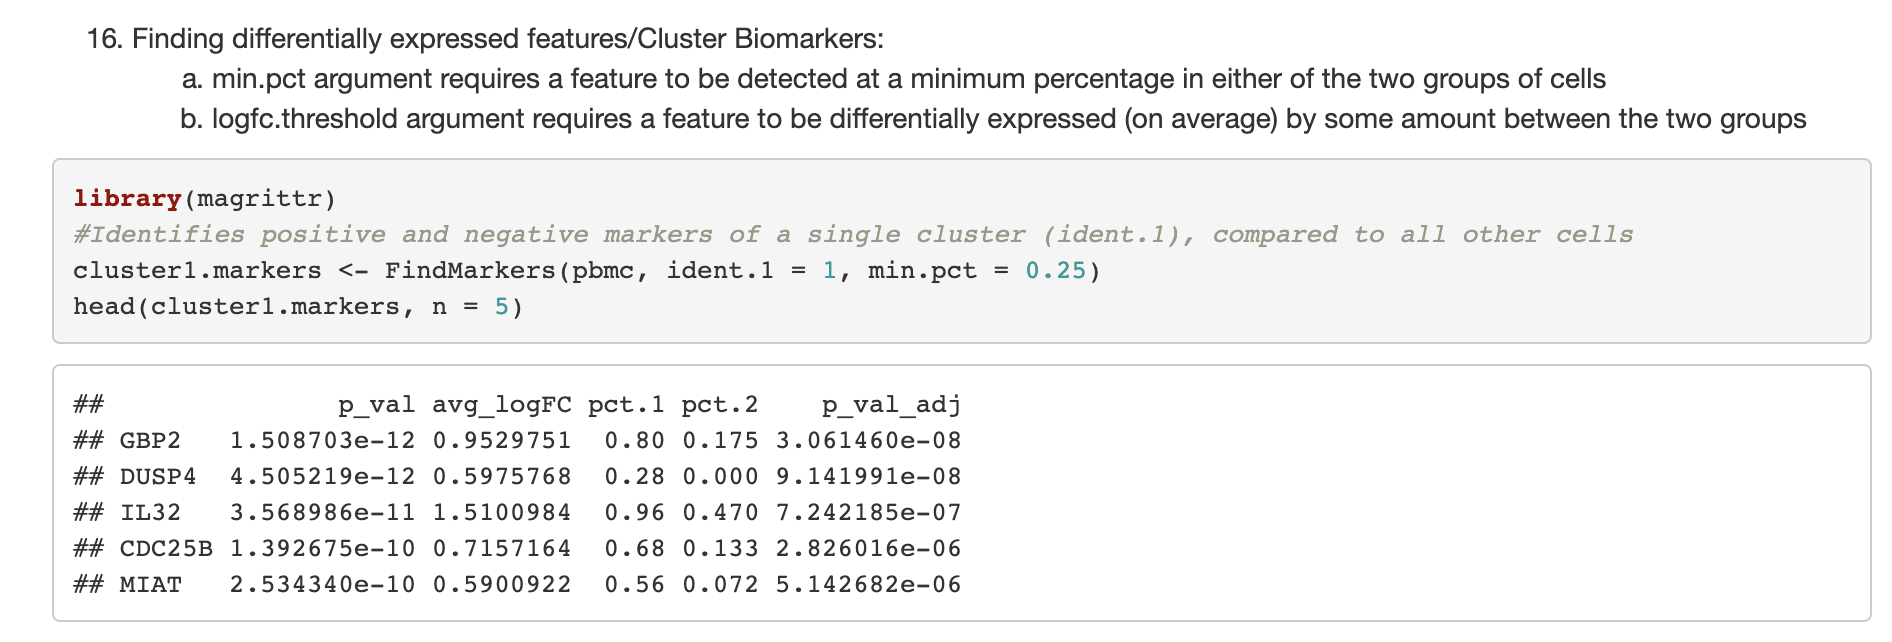 16. Finding differentially expressed features/Cluster Biomarkers:
a. min.pct argument requires a feature to be detected at a minimum percentage in either of the two groups of cells
b. logfc.threshold argument requires a feature to be differentially expressed (on average) by some amount between the two groups
library(magrittr)
#Identifies positive and negative markers of a single cluster (ident.1), compared to all other cells
cluster1.markers <- FindMarkers(pbmc, ident.1 = 1, min.pct = 0.25)
head(cluster1.markers, n = 5)
##               p_val avg_logFC pct.1 pct.2    p_val_adj
## GBP2   1.508703e-12 0.9529751  0.80 0.175 3.061460e-08
## DUSP4  4.505219e-12 0.5975768  0.28 0.000 9.141991e-08
## IL32   3.568986e-11 1.5100984  0.96 0.470 7.242185e-07
## CDC25B 1.392675e-10 0.7157164  0.68 0.133 2.826016e-06
## MIAT   2.534340e-10 0.5900922  0.56 0.072 5.142682e-06